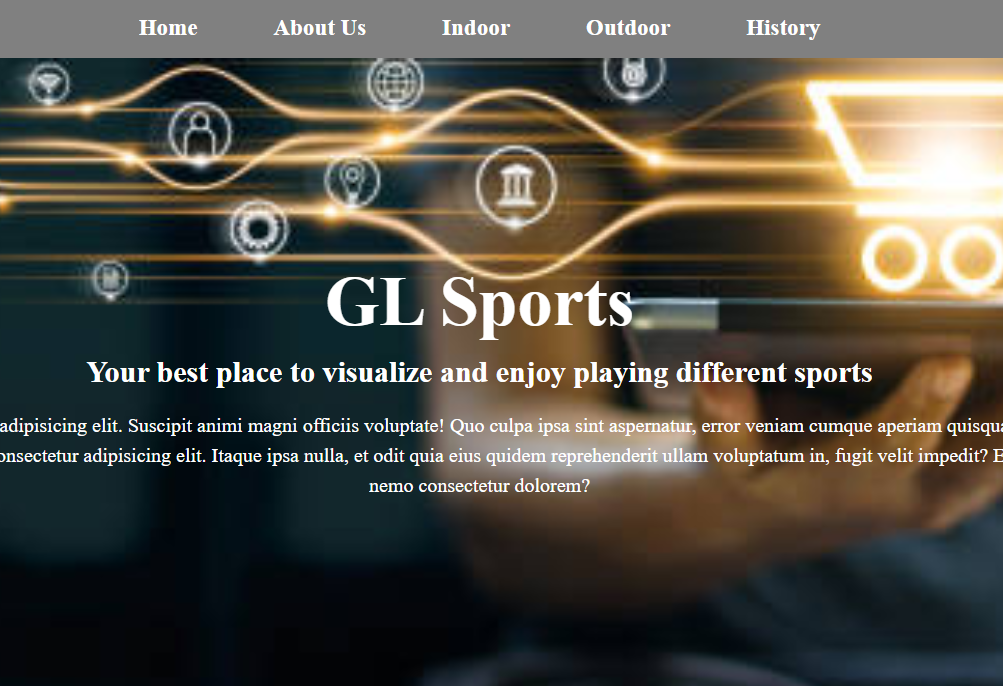 Home About Us Indoor Outdoor History
GL Sports
Your best place to visualize and enjoy playing different sports
adipisicing elit. Suscipit animi magni officiis voluptate! Quo culpa ipsa sint aspernatur, error veniam cumque aperiam
adipisicing elit. Itaque ipsa nulla, et odit quia eius quidem reprehenderit ullam voluptatum in, fugit velit impedit?
nemo consectetur dolorem?